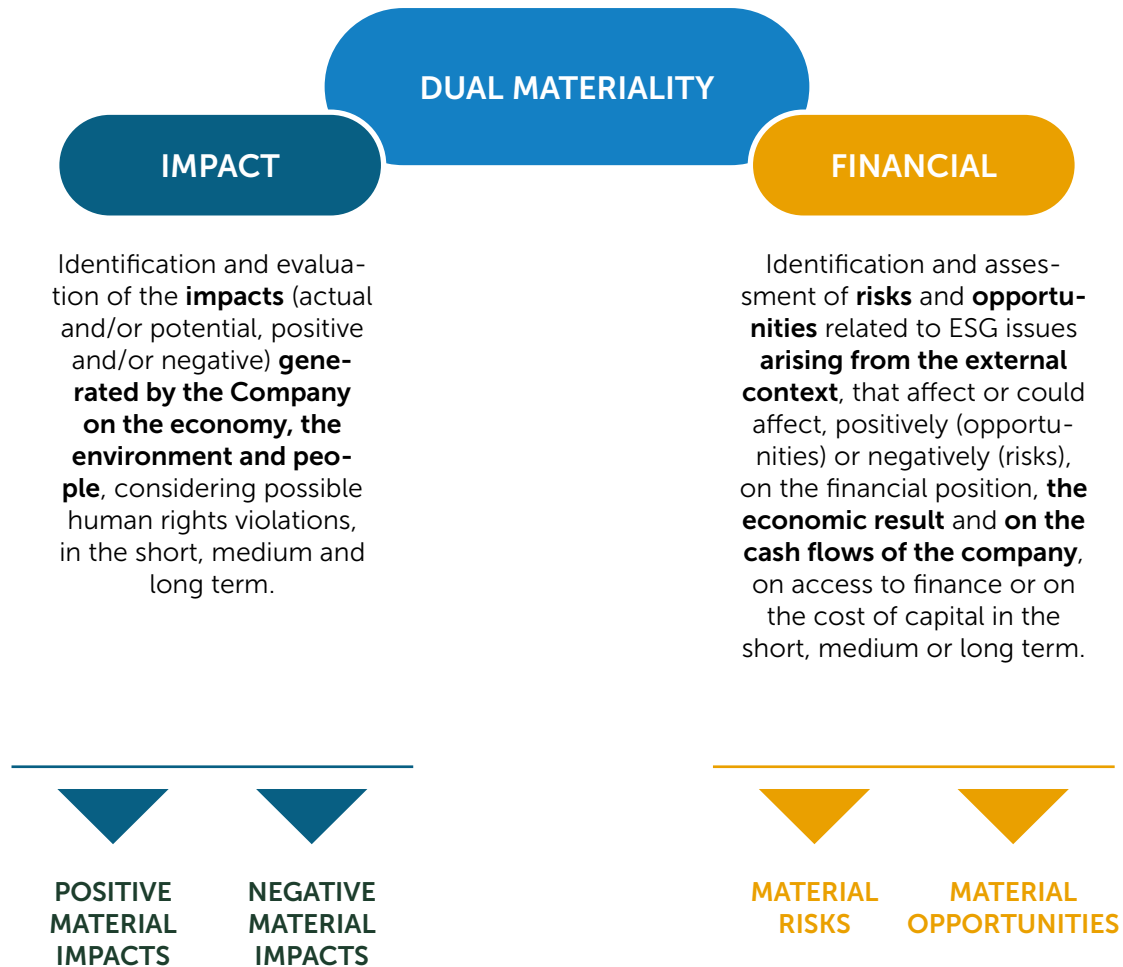 DUAL MATERIALITY
IMPACT
Identification and evalua-
tion of the impacts (actual
and/or potential, positive
and/or negative) gene-
rated by the Company
on the economy, the
environment and peo-
ple, considering possible
human rights violations,
in the short, medium and
long term.
POSITIVE
MATERIAL
IMPACTS
NEGATIVE
MATERIAL
IMPACTS
FINANCIAL
Identification and asses-
sment of risks and opportu-
nities related to ESG issues
arising from the external
context, that affect or could
affect, positively (opportu-
nities) or negatively (risks),
on the financial position, the
economic result and on the
cash flows of the company,
on access to finance or on
the cost of capital in the
short, medium or long term.
MATERIAL
RISKS
MATERIAL
OPPORTUNITIES